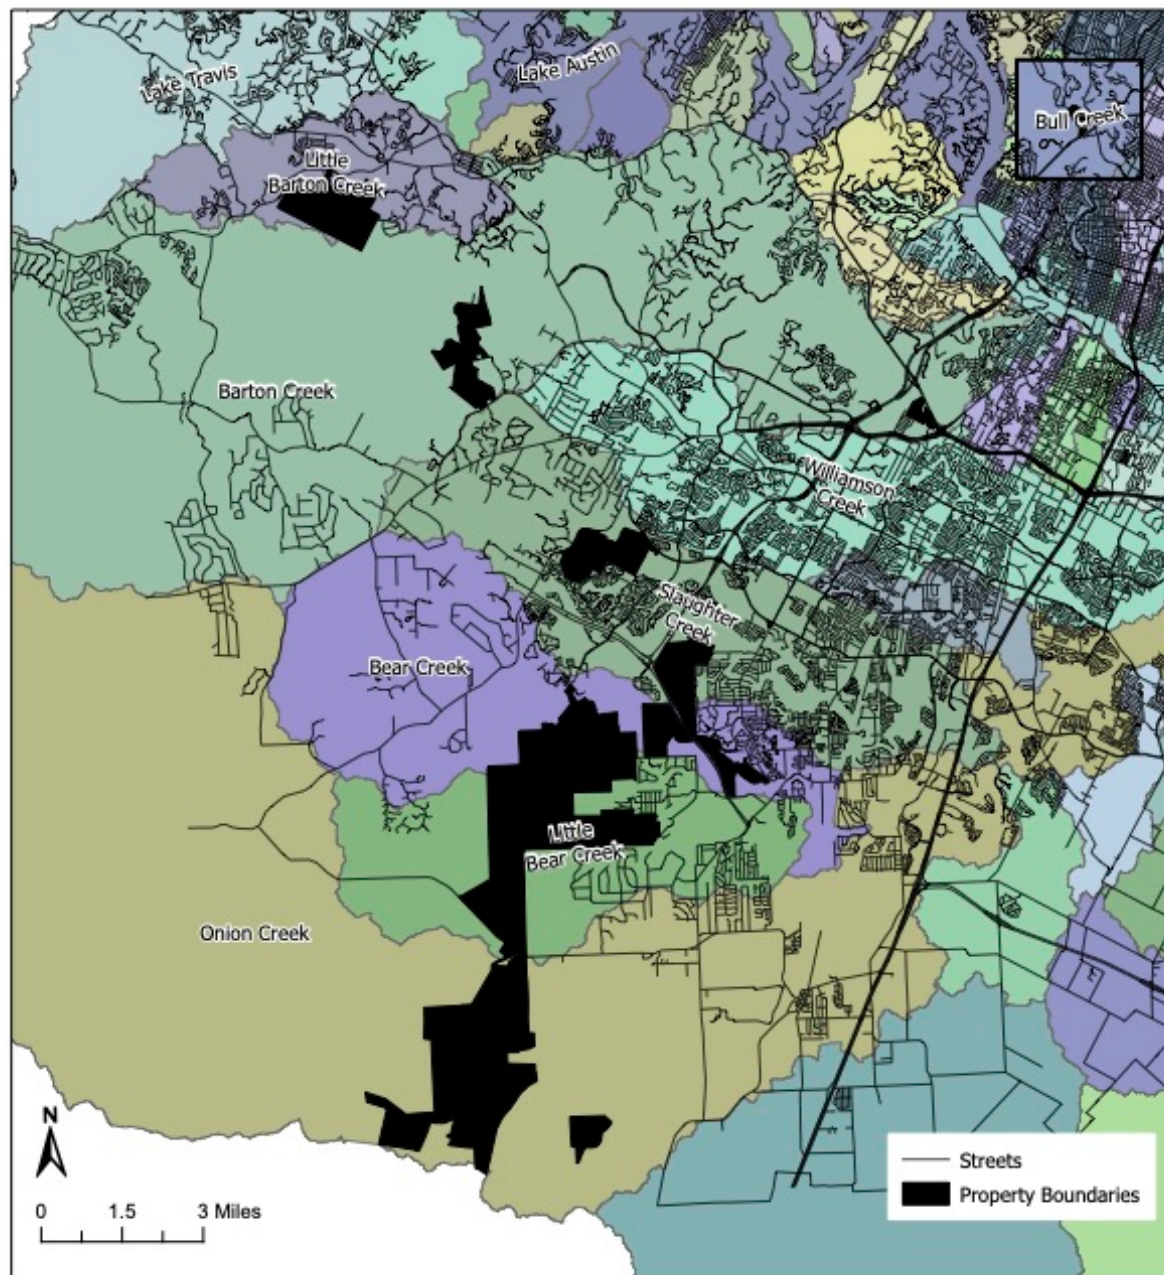 Lake Travis
Lake Austin
Bull Creek
Little
Barton Creek
Barton Creek
Williamson
Creek
Slaughter
Creek
Bear Creek
Little
Bear Creek
Onion Creek
N
0 1.5 3 Miles
Streets
Property Boundaries